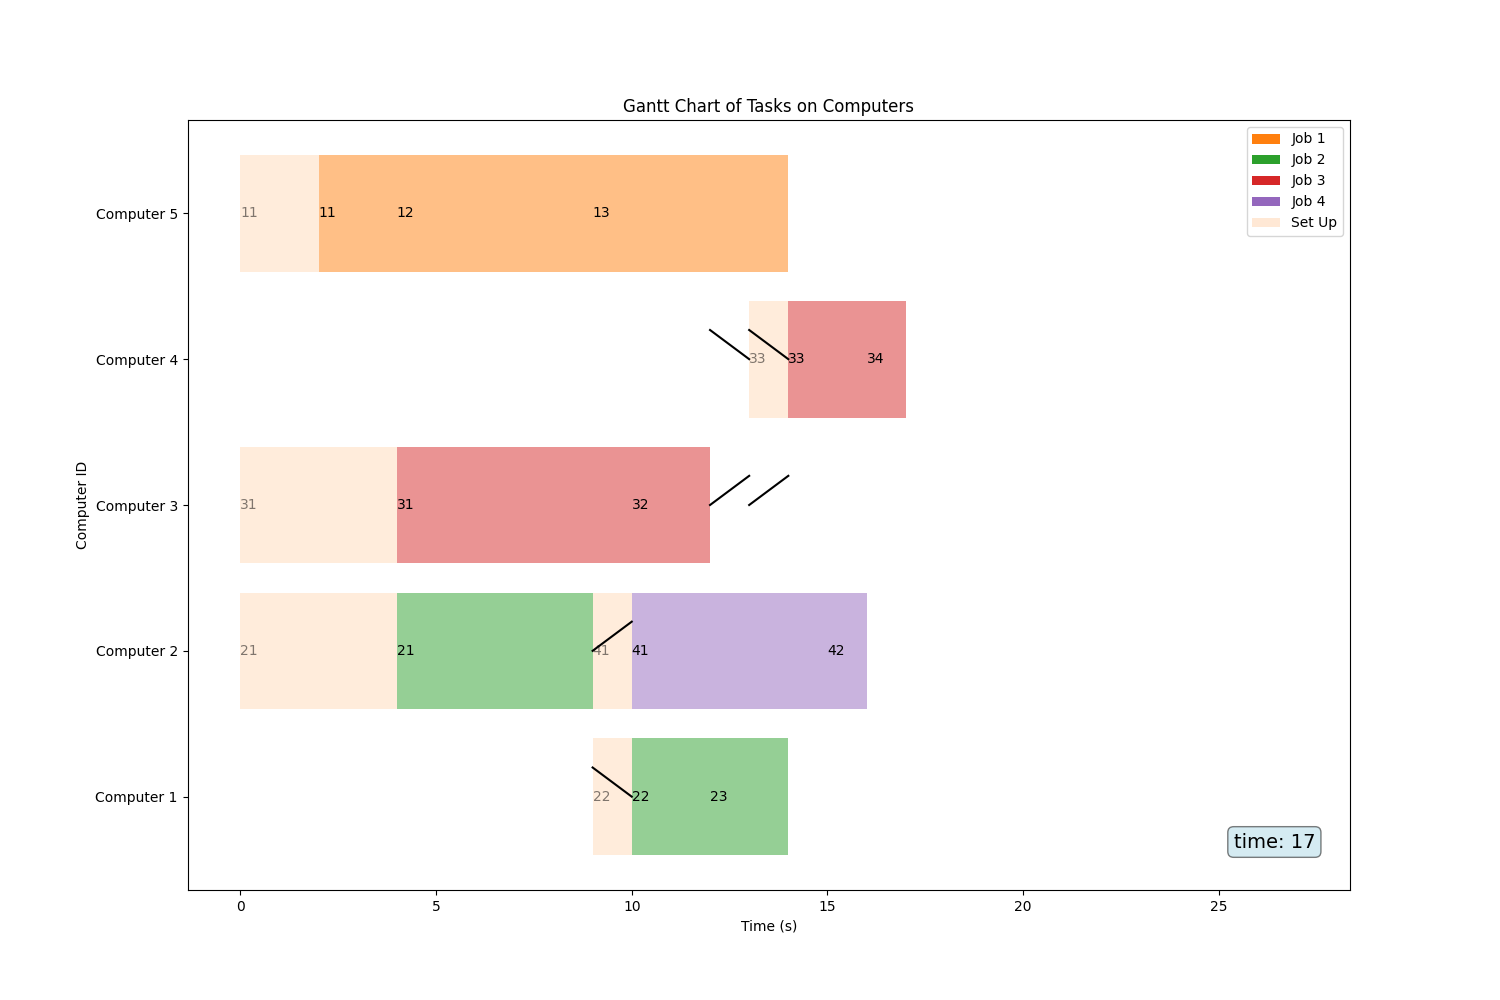 Gantt Chart of Tasks on Computers
Job 1
Job 2
Job 3
Job 4
Set Up
Computer 5
11 11 12 13
Computer 4
33 33 34
Computer 3
31 31 32
Computer 2
21 21 41 41 42
Computer 1
22 22 23
time: 17
0 5 10 15 20 25
Time (s)
Computer ID